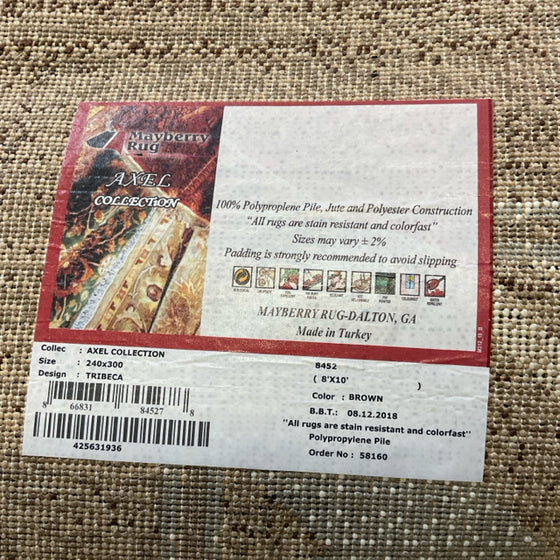 Mayberry
Rug
AXEL
COLLECTION
100% Polyproplene Pile, Jute and Polyester Construction
"All rugs are stain resistant and colorfast"
Sizes may vary ± 2%
Padding is strongly recommended to avoid slipping
MAYBERRY RUG-DALTON, GA
Made in Turkey
Collec : AXEL COLLECTION
Size : 240x300
Design : TRIBECA
8 66831 84527 8
425631936
8452
( 8'X10' )
Color : BROWN
B.B.T.: 08.12.2018
"All rugs are stain resistant and colorfast"
Polypropylene Pile
Order No : 58160